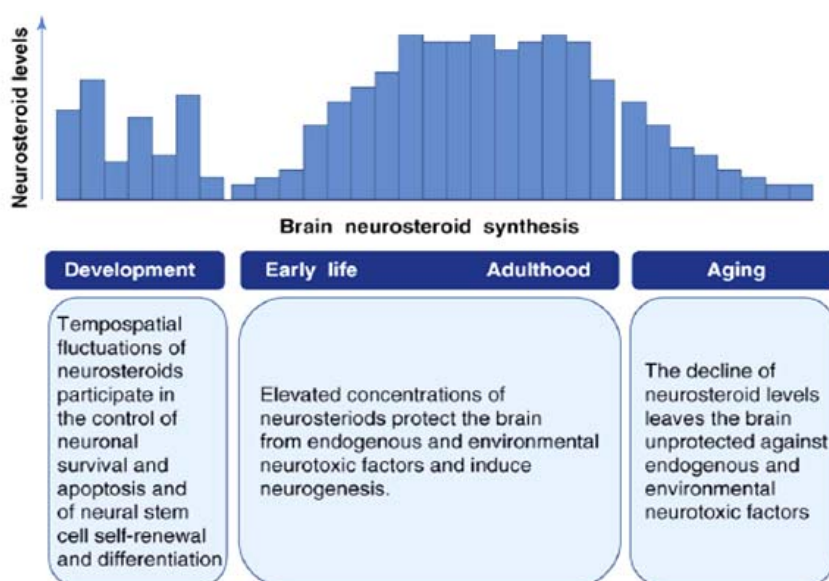 Neurosteroid levels
Brain neurosteroid synthesis
Development
Early life
Adulthood
Aging
Tempospatial
fluctuations of
neurosteroids
participate in
the control of
neuronal
survival and
apoptosis and
of neural stem
cell self-renewal
and differentiation
Elevated concentrations of
neurosteriods protect the brain
from endogenous and environmental
neurotoxic factors and induce
neurogenesis.
The decline of
neurosteroid levels
leaves the brain
unprotected against
endogenous and
environmental
neurotoxic factors